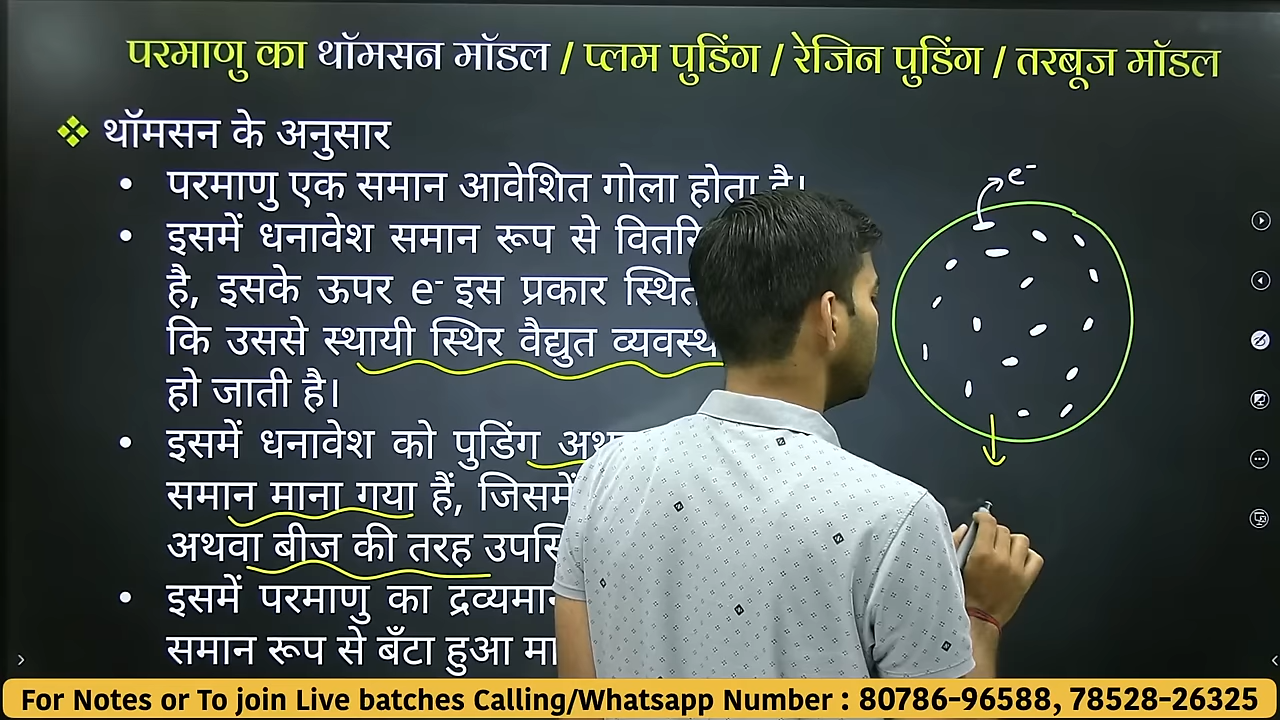 परमाणु का थॉमसन मॉडल / प्लम पुडिंग / रेजिन पुडिंग / तरबूज मॉडल
❖ थॉमसन के अनुसार
• परमाणु एक समान आवेशित गोला होता है।
• इसमें धनावेश समान रूप से
है, इसके ऊपर e⁻ इस प्रकार
कि उससे स्थायी स्थिर वैद्युत
हो जाती है।
• इसमें धनावेश को पुडिंग
समान माना गया हैं, जिसमें
अथवा बीज की तरह
• इसमें परमाणु का
समान रूप से बँटा हुआ
e⁻
For Notes or To join Live batches Calling/Whatsapp Number : 80786-96588, 78528-26325